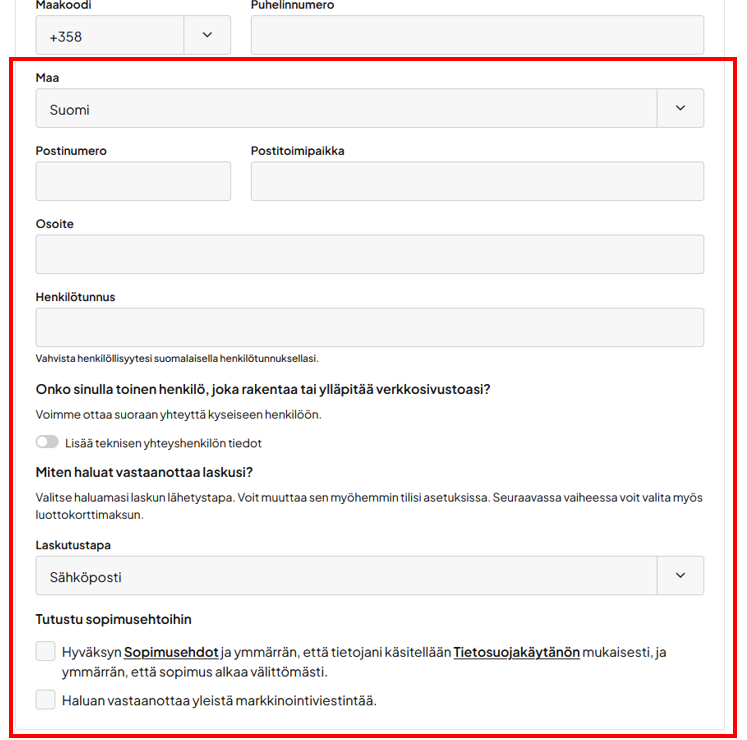 Maakoodi
Puhelinnumero
+358
Maa
Suomi
Postinumero
Postitoimipaikka
Osoite
Henkilötunnus
Vahvista henkilöllisyytesi suomalaisella henkilötunnuksellasi.
Onko sinulla toinen henkilö, joka rakentaa tai ylläpitää verkkosivustoasi?
Voimme ottaa suoraan yhteyttä kyseiseen henkilöön.
Lisää teknisen yhteyshenkilön tiedot
Miten haluat vastaanottaa laskusi?
Valitse haluamasi laskun lähetystapa. Voit muuttaa sen myöhemmin tilisi asetuksissa. Seuraavassa vaiheessa voit valita myös
luottokorttimaksun.
Laskutustapa
Sähköposti
Tutustu sopimusehtoihin
Hyväksyn Sopimusehdot ja ymmärrän, että tietojani käsitellään Tietosuojakäytänön mukaisesti, ja
ymmärrän, että sopimus alkaa välittömästi.
Haluan vastaanottaa yleistä markkinointiviestintää.